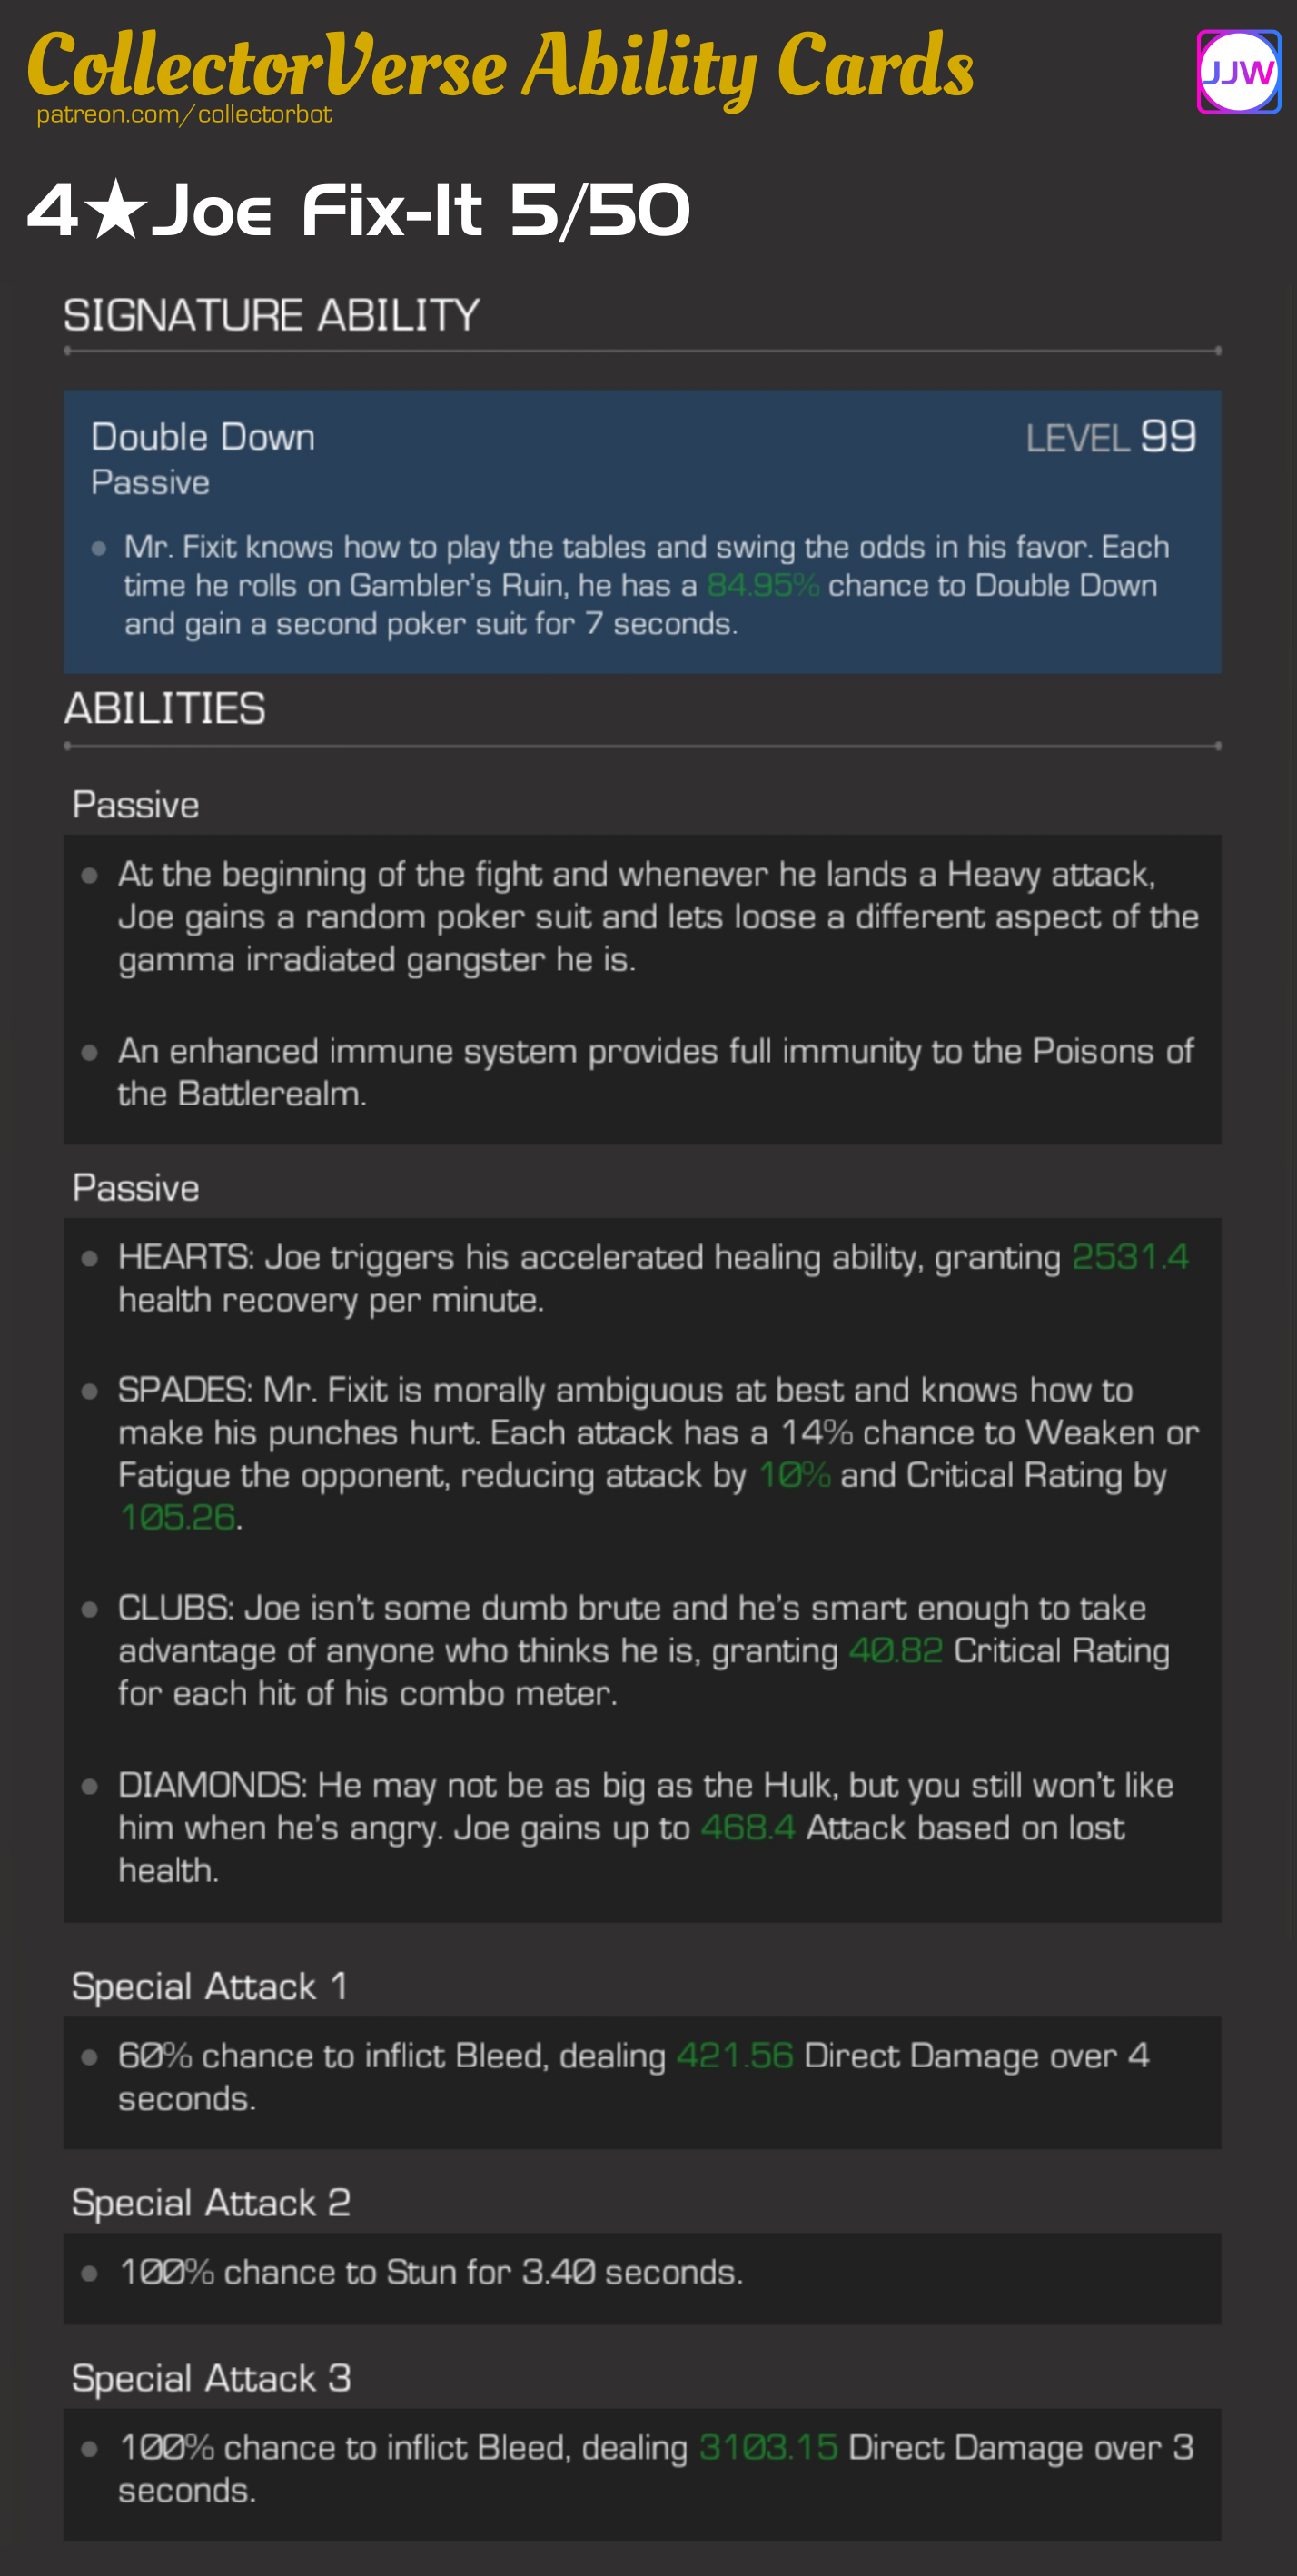 CollectorVerse Ability Cards
patreon.com/collectorbot
JJW
4★Joe Fix-It 5/50
SIGNATURE ABILITY
Double Down
LEVEL 99
Passive
Mr. Fixit knows how to play the tables and swing the odds in his favor. Each
time he rolls on Gambler's Ruin, he has a 84.95% chance to Double Down
and gain a second poker suit for 7 seconds.
ABILITIES
Passive
At the beginning of the fight and whenever he lands a Heavy attack,
Joe gains a random poker suit and lets loose a different aspect of the
gamma irradiated gangster he is.
An enhanced immune system provides full immunity to the Poisons of
the Battlerealm.
Passive
HEARTS: Joe triggers his accelerated healing ability, granting 2531.4
health recovery per minute.
SPADES: Mr. Fixit is morally ambiguous at best and knows how to
make his punches hurt. Each attack has a 14% chance to Weaken or
Fatigue the opponent, reducing attack by 10% and Critical Rating by
105.26.
CLUBS: Joe isn't some dumb brute and he's smart enough to take
advantage of anyone who thinks he is, granting 40.82 Critical Rating
for each hit of his combo meter.
DIAMONDS: He may not be as big as the Hulk, but you still won't like
him when he's angry. Joe gains up to 468.4 Attack based on lost
health.
Special Attack 1
60% chance to inflict Bleed, dealing 421.56 Direct Damage over 4
seconds.
Special Attack 2
100% chance to Stun for 3.40 seconds.
Special Attack 3
100% chance to inflict Bleed, dealing 3103.15 Direct Damage over 3
seconds.